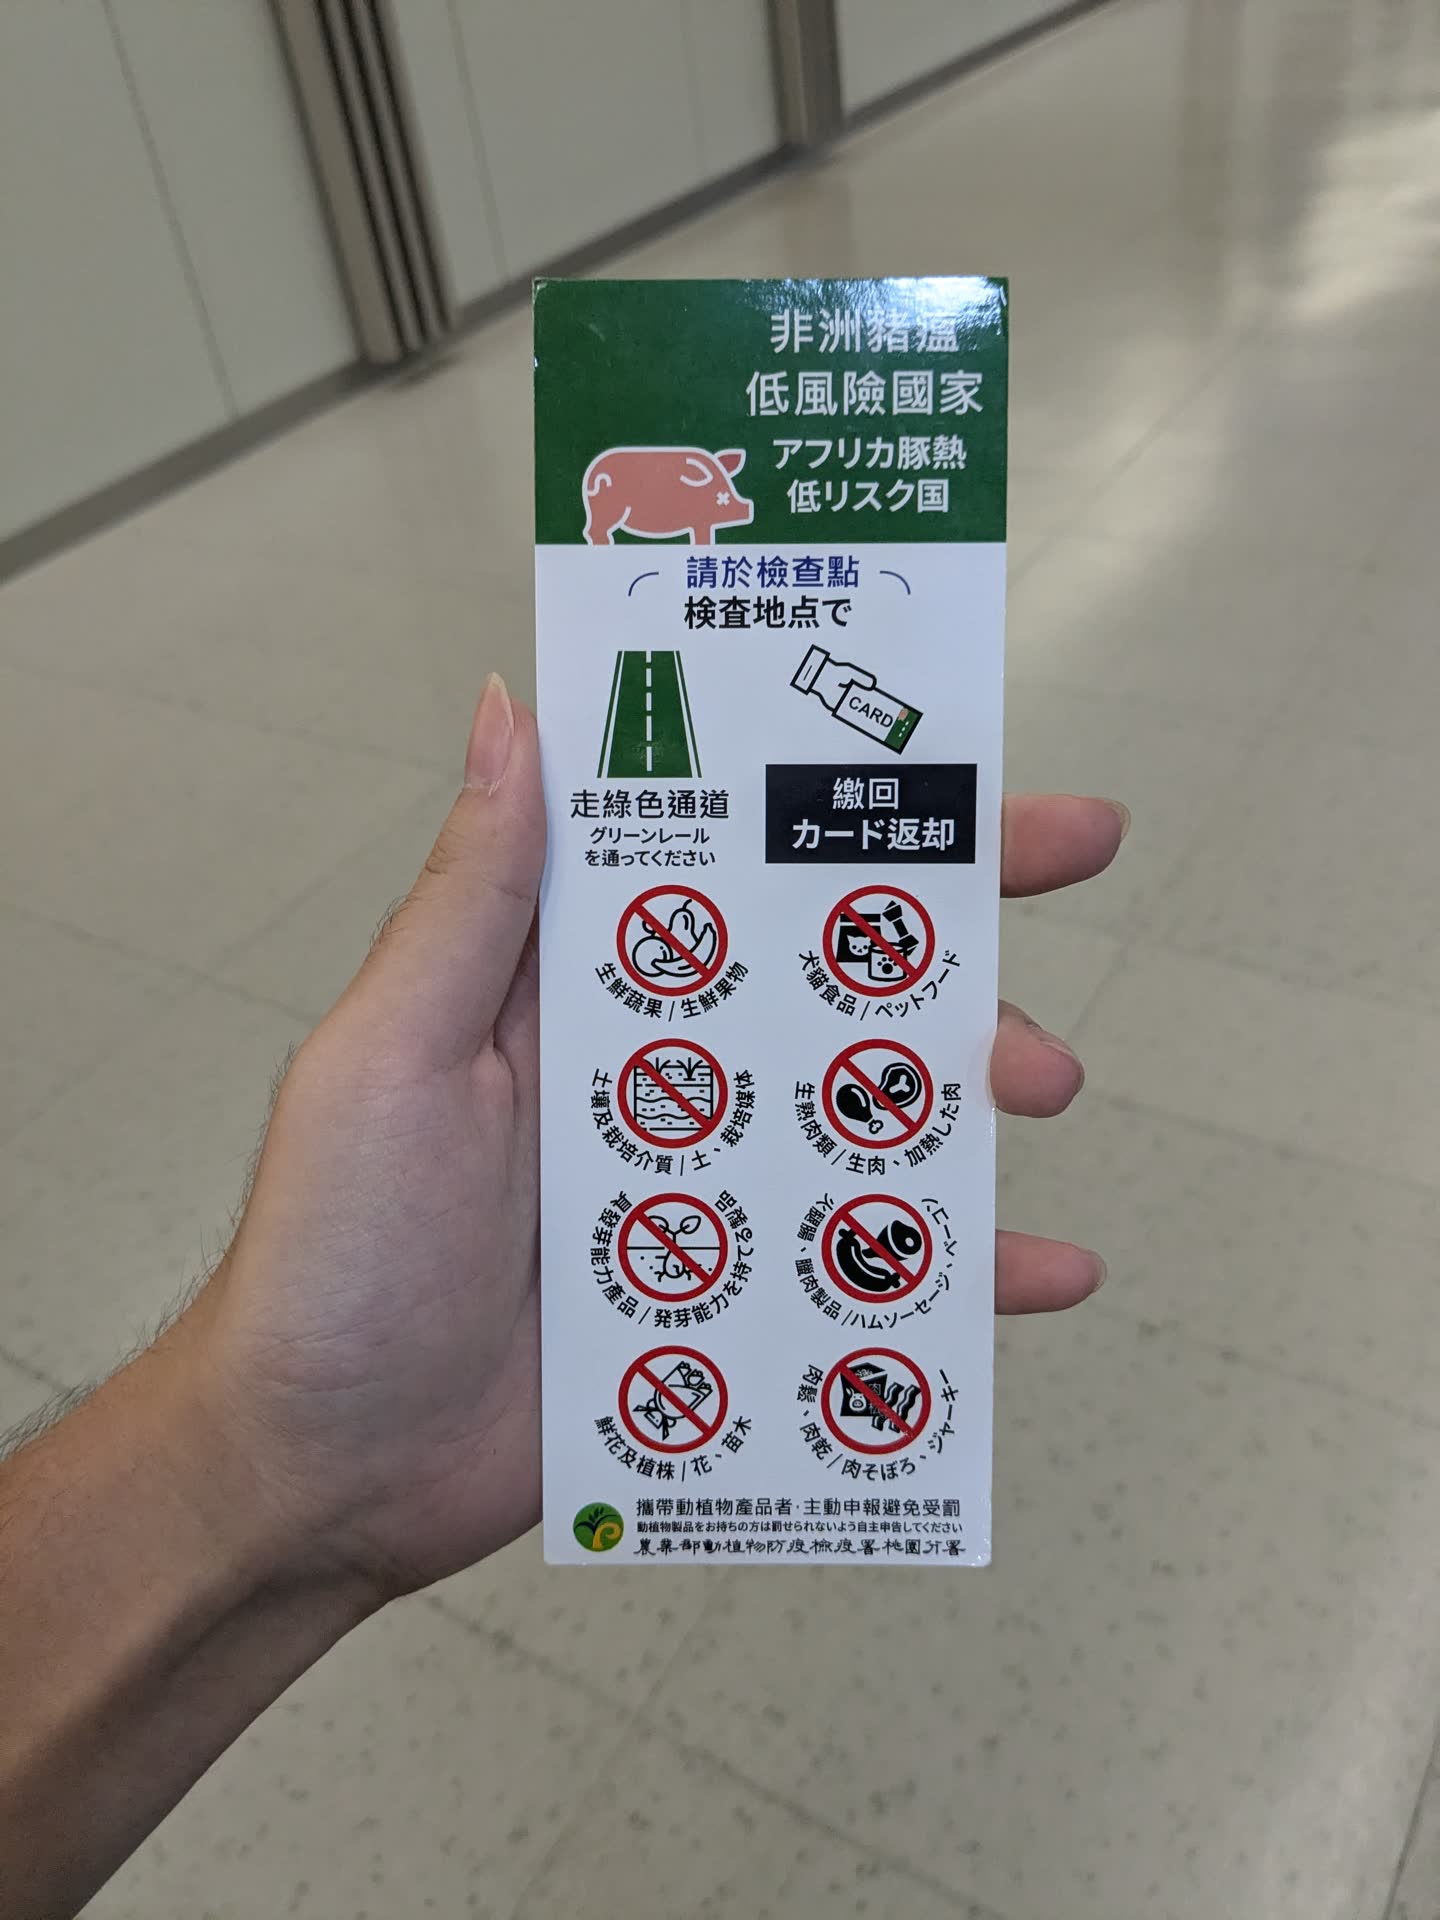 非洲豬瘟
低風險國家
アフリカ豚熱
低リスク国
請於檢查點
検査地点で
CARD
走綠色通道
グリーンレール
を通ってください
繳回
カード返却
生鮮蔬果/生鮮果物
犬貓食品/ペットフード
土壤及栽培介質/土、栽培媒体
生熟肉類/生肉、加熱した肉
具發芽能力產品/発芽能力を持てる製品
火腿腸、臘肉製品/ハムソーセージ、ベーコン
鮮花及植株/花、苗木
肉鬆、肉乾/肉そぼろ、ジャーキー
攜帶動植物產品者·主動申報避免受罰
動植物製品をお持ちの方は罰せられないよう自主申告してください
農業部動植物防疫檢疫署桃園分署